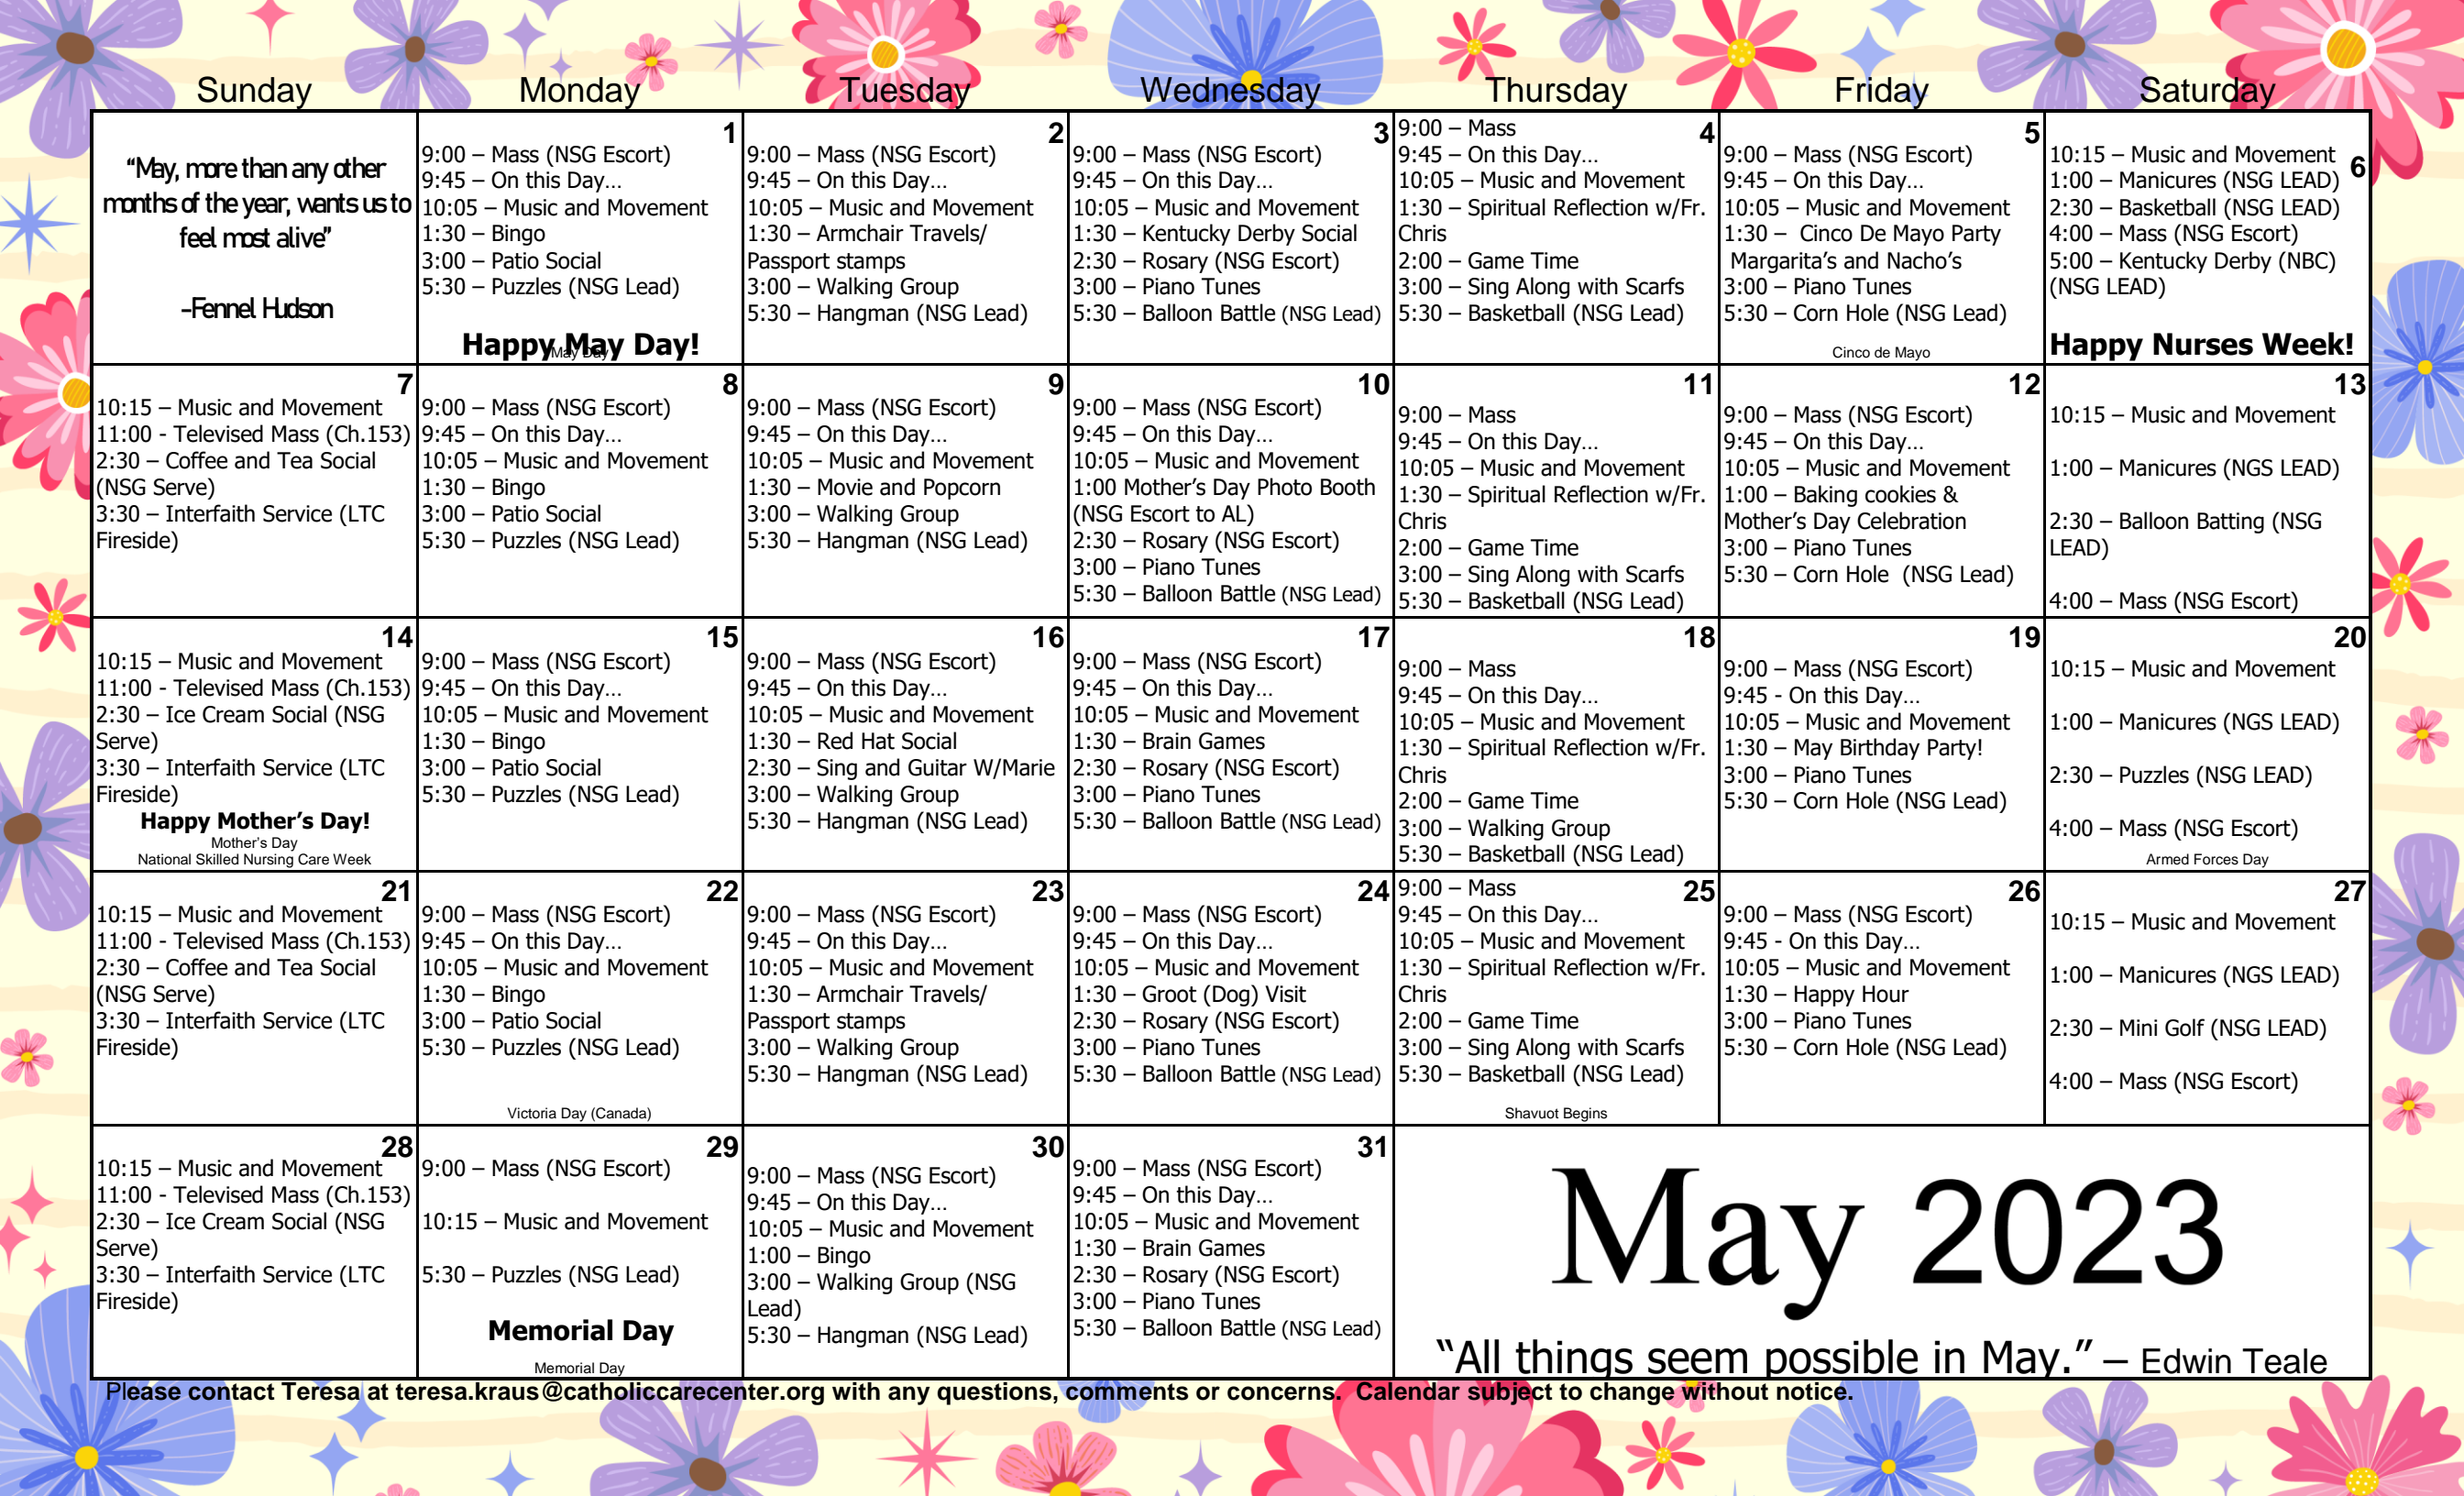 Sunday Monday Tuesday Wednesday Thursday Friday Saturday
“May, more than any other
months of the year, wants us to
feel most alive”
-Fennel Hudson
1
9:00 – Mass (NSG Escort)
9:45 – On this Day…
10:05 – Music and Movement
1:30 – Bingo
3:00 – Patio Social
5:30 – Puzzles (NSG Lead)
Happy May Day!
May Day
2
9:00 – Mass (NSG Escort)
9:45 – On this Day…
10:05 – Music and Movement
1:30 – Armchair Travels/
Passport stamps
3:00 – Walking Group
5:30 – Hangman (NSG Lead)
3
9:00 – Mass (NSG Escort)
9:45 – On this Day…
10:05 – Music and Movement
1:30 – Kentucky Derby Social
2:30 – Rosary (NSG Escort)
3:00 – Piano Tunes
5:30 – Balloon Battle (NSG Lead)
4
9:00 – Mass
9:45 – On this Day…
10:05 – Music and Movement
1:30 – Spiritual Reflection w/Fr.
Chris
2:00 – Game Time
3:00 – Sing Along with Scarfs
5:30 – Basketball (NSG Lead)
5
9:00 – Mass (NSG Escort)
9:45 – On this Day…
10:05 – Music and Movement
1:30 – Cinco De Mayo Party
Margarita’s and Nacho’s
3:00 – Piano Tunes
5:30 – Corn Hole (NSG Lead)
Cinco de Mayo
6
10:15 – Music and Movement
1:00 – Manicures (NSG LEAD)
2:30 – Basketball (NSG LEAD)
4:00 – Mass (NSG Escort)
5:00 – Kentucky Derby (NBC)
(NSG LEAD)
Happy Nurses Week!
7
10:15 – Music and Movement
11:00 - Televised Mass (Ch.153)
2:30 – Coffee and Tea Social
(NSG Serve)
3:30 – Interfaith Service (LTC
Fireside)
8
9:00 – Mass (NSG Escort)
9:45 – On this Day…
10:05 – Music and Movement
1:30 – Bingo
3:00 – Patio Social
5:30 – Puzzles (NSG Lead)
9
9:00 – Mass (NSG Escort)
9:45 – On this Day…
10:05 – Music and Movement
1:30 – Movie and Popcorn
3:00 – Walking Group
5:30 – Hangman (NSG Lead)
10
9:00 – Mass (NSG Escort)
9:45 – On this Day…
10:05 – Music and Movement
1:00 Mother’s Day Photo Booth
(NSG Escort to AL)
2:30 – Rosary (NSG Escort)
3:00 – Piano Tunes
5:30 – Balloon Battle (NSG Lead)
11
9:00 – Mass
9:45 – On this Day…
10:05 – Music and Movement
1:30 – Spiritual Reflection w/Fr.
Chris
2:00 – Game Time
3:00 – Sing Along with Scarfs
5:30 – Basketball (NSG Lead)
12
9:00 – Mass (NSG Escort)
9:45 – On this Day…
10:05 – Music and Movement
1:00 – Baking cookies &
Mother’s Day Celebration
3:00 – Piano Tunes
5:30 – Corn Hole (NSG Lead)
13
10:15 – Music and Movement
1:00 – Manicures (NGS LEAD)
2:30 – Balloon Batting (NSG
LEAD)
4:00 – Mass (NSG Escort)
14
10:15 – Music and Movement
11:00 - Televised Mass (Ch.153)
2:30 – Ice Cream Social (NSG
Serve)
3:30 – Interfaith Service (LTC
Fireside)
Happy Mother’s Day!
Mother’s Day
National Skilled Nursing Care Week
15
9:00 – Mass (NSG Escort)
9:45 – On this Day…
10:05 – Music and Movement
1:30 – Bingo
3:00 – Patio Social
5:30 – Puzzles (NSG Lead)
16
9:00 – Mass (NSG Escort)
9:45 – On this Day…
10:05 – Music and Movement
1:30 – Red Hat Social
2:30 – Sing and Guitar W/Marie
3:00 – Walking Group
5:30 – Hangman (NSG Lead)
17
9:00 – Mass (NSG Escort)
9:45 – On this Day…
10:05 – Music and Movement
1:30 – Brain Games
2:30 – Rosary (NSG Escort)
3:00 – Piano Tunes
5:30 – Balloon Battle (NSG Lead)
18
9:00 – Mass
9:45 – On this Day…
10:05 – Music and Movement
1:30 – Spiritual Reflection w/Fr.
Chris
2:00 – Game Time
3:00 – Walking Group
5:30 – Basketball (NSG Lead)
19
9:00 – Mass (NSG Escort)
9:45 - On this Day…
10:05 – Music and Movement
1:30 – May Birthday Party!
3:00 – Piano Tunes
5:30 – Corn Hole (NSG Lead)
20
10:15 – Music and Movement
1:00 – Manicures (NGS LEAD)
2:30 – Puzzles (NSG LEAD)
4:00 – Mass (NSG Escort)
Armed Forces Day
21
10:15 – Music and Movement
11:00 - Televised Mass (Ch.153)
2:30 – Coffee and Tea Social
(NSG Serve)
3:30 – Interfaith Service (LTC
Fireside)
22
9:00 – Mass (NSG Escort)
9:45 – On this Day…
10:05 – Music and Movement
1:30 – Bingo
3:00 – Patio Social
5:30 – Puzzles (NSG Lead)
Victoria Day (Canada)
23
9:00 – Mass (NSG Escort)
9:45 – On this Day…
10:05 – Music and Movement
1:30 – Armchair Travels/
Passport stamps
3:00 – Walking Group
5:30 – Hangman (NSG Lead)
24
9:00 – Mass (NSG Escort)
9:45 – On this Day…
10:05 – Music and Movement
1:30 – Groot (Dog) Visit
2:30 – Rosary (NSG Escort)
3:00 – Piano Tunes
5:30 – Balloon Battle (NSG Lead)
25
9:00 – Mass
9:45 – On this Day…
10:05 – Music and Movement
1:30 – Spiritual Reflection w/Fr.
Chris
2:00 – Game Time
3:00 – Sing Along with Scarfs
5:30 – Basketball (NSG Lead)
Shavuot Begins
26
9:00 – Mass (NSG Escort)
9:45 - On this Day…
10:05 – Music and Movement
1:30 – Happy Hour
3:00 – Piano Tunes
5:30 – Corn Hole (NSG Lead)
27
10:15 – Music and Movement
1:00 – Manicures (NGS LEAD)
2:30 – Mini Golf (NSG LEAD)
4:00 – Mass (NSG Escort)
28
10:15 – Music and Movement
11:00 - Televised Mass (Ch.153)
2:30 – Ice Cream Social (NSG
Serve)
3:30 – Interfaith Service (LTC
Fireside)
29
9:00 – Mass (NSG Escort)
10:15 – Music and Movement
5:30 – Puzzles (NSG Lead)
Memorial Day
Memorial Day
30
9:00 – Mass (NSG Escort)
9:45 – On this Day…
10:05 – Music and Movement
1:00 – Bingo
3:00 – Walking Group (NSG
Lead)
5:30 – Hangman (NSG Lead)
31
9:00 – Mass (NSG Escort)
9:45 – On this Day…
10:05 – Music and Movement
1:30 – Brain Games
2:30 – Rosary (NSG Escort)
3:00 – Piano Tunes
5:30 – Balloon Battle (NSG Lead)
May 2023
“All things seem possible in May.” – Edwin Teale
Please contact Teresa at teresa.kraus@catholiccarecenter.org with any questions, comments or concerns. Calendar subject to change without notice.